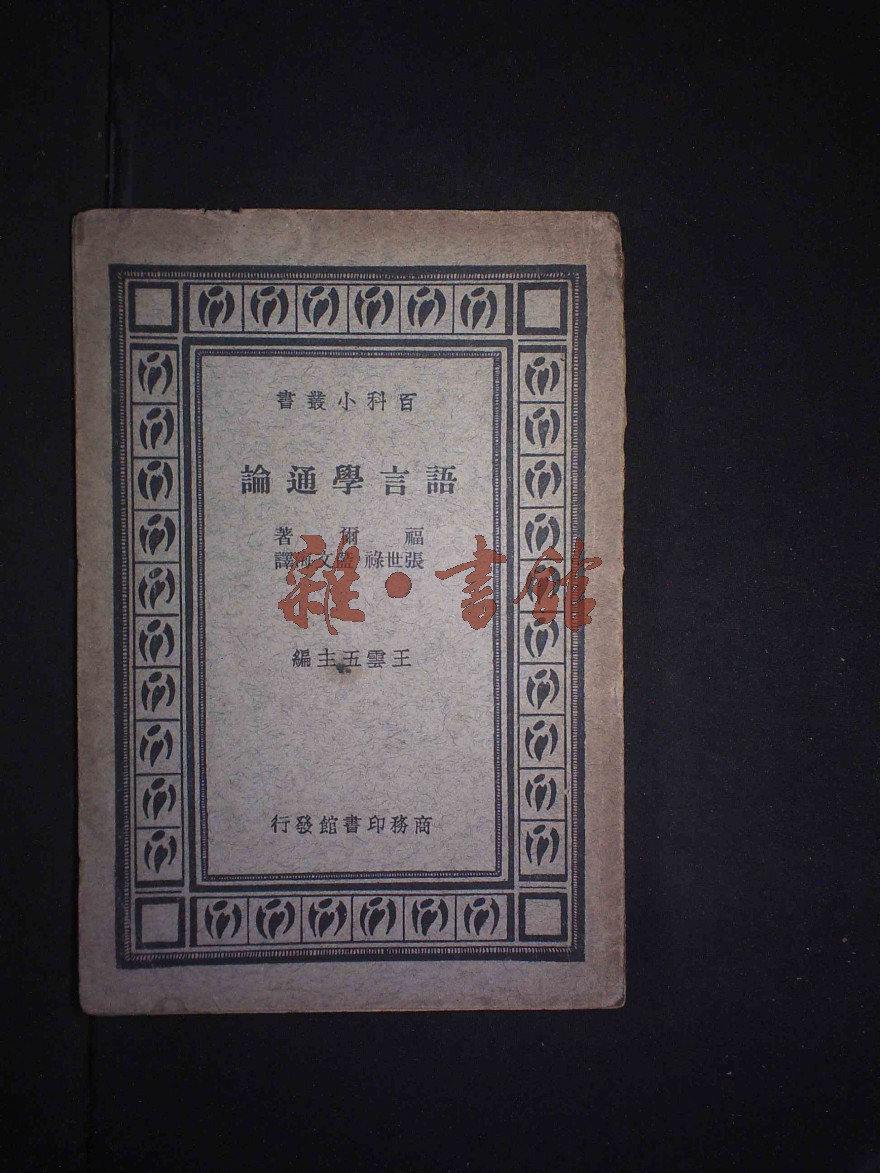 百科小叢書
語言學通論
福爾著
張世祿 藍文海譯
王雲五主編
商務印書館發行
雜·書館